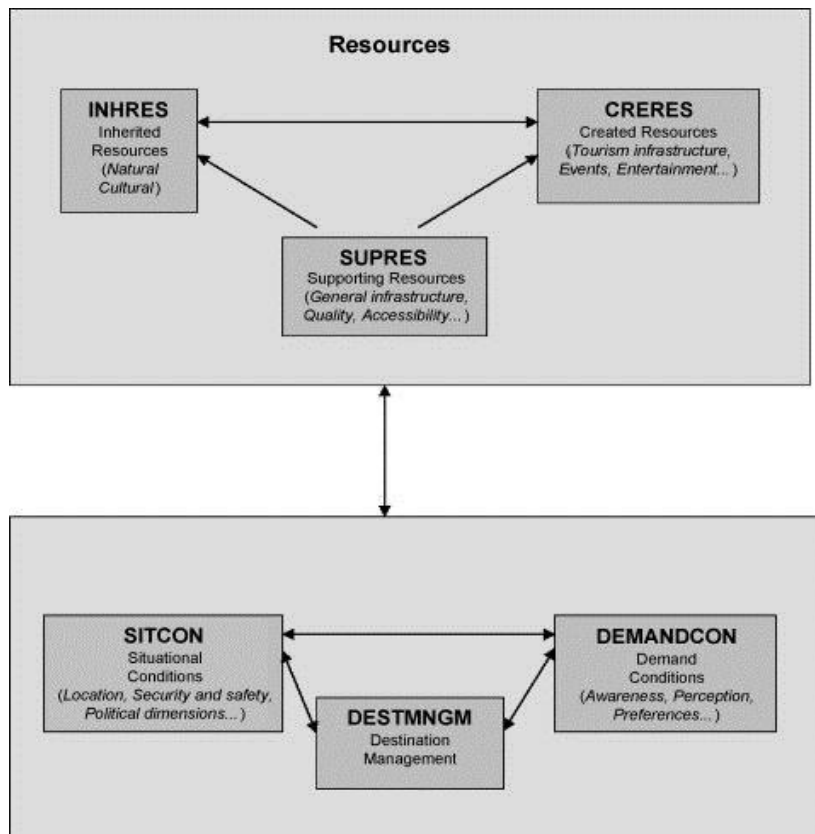 Resources
INHRES
Inherited
Resources
(Natural
Cultural)
CRERES
Created Resources
(Tourism infrastructure,
Events, Entertainment...)
SUPRES
Supporting Resources
(General infrastructure,
Quality, Accessibility...)
SITCON
Situational
Conditions
(Location, Security and safety,
Political dimensions...)
DEMANDCON
Demand
Conditions
(Awareness, Perception,
Preferences...)
DESTMNGM
Destination
Management